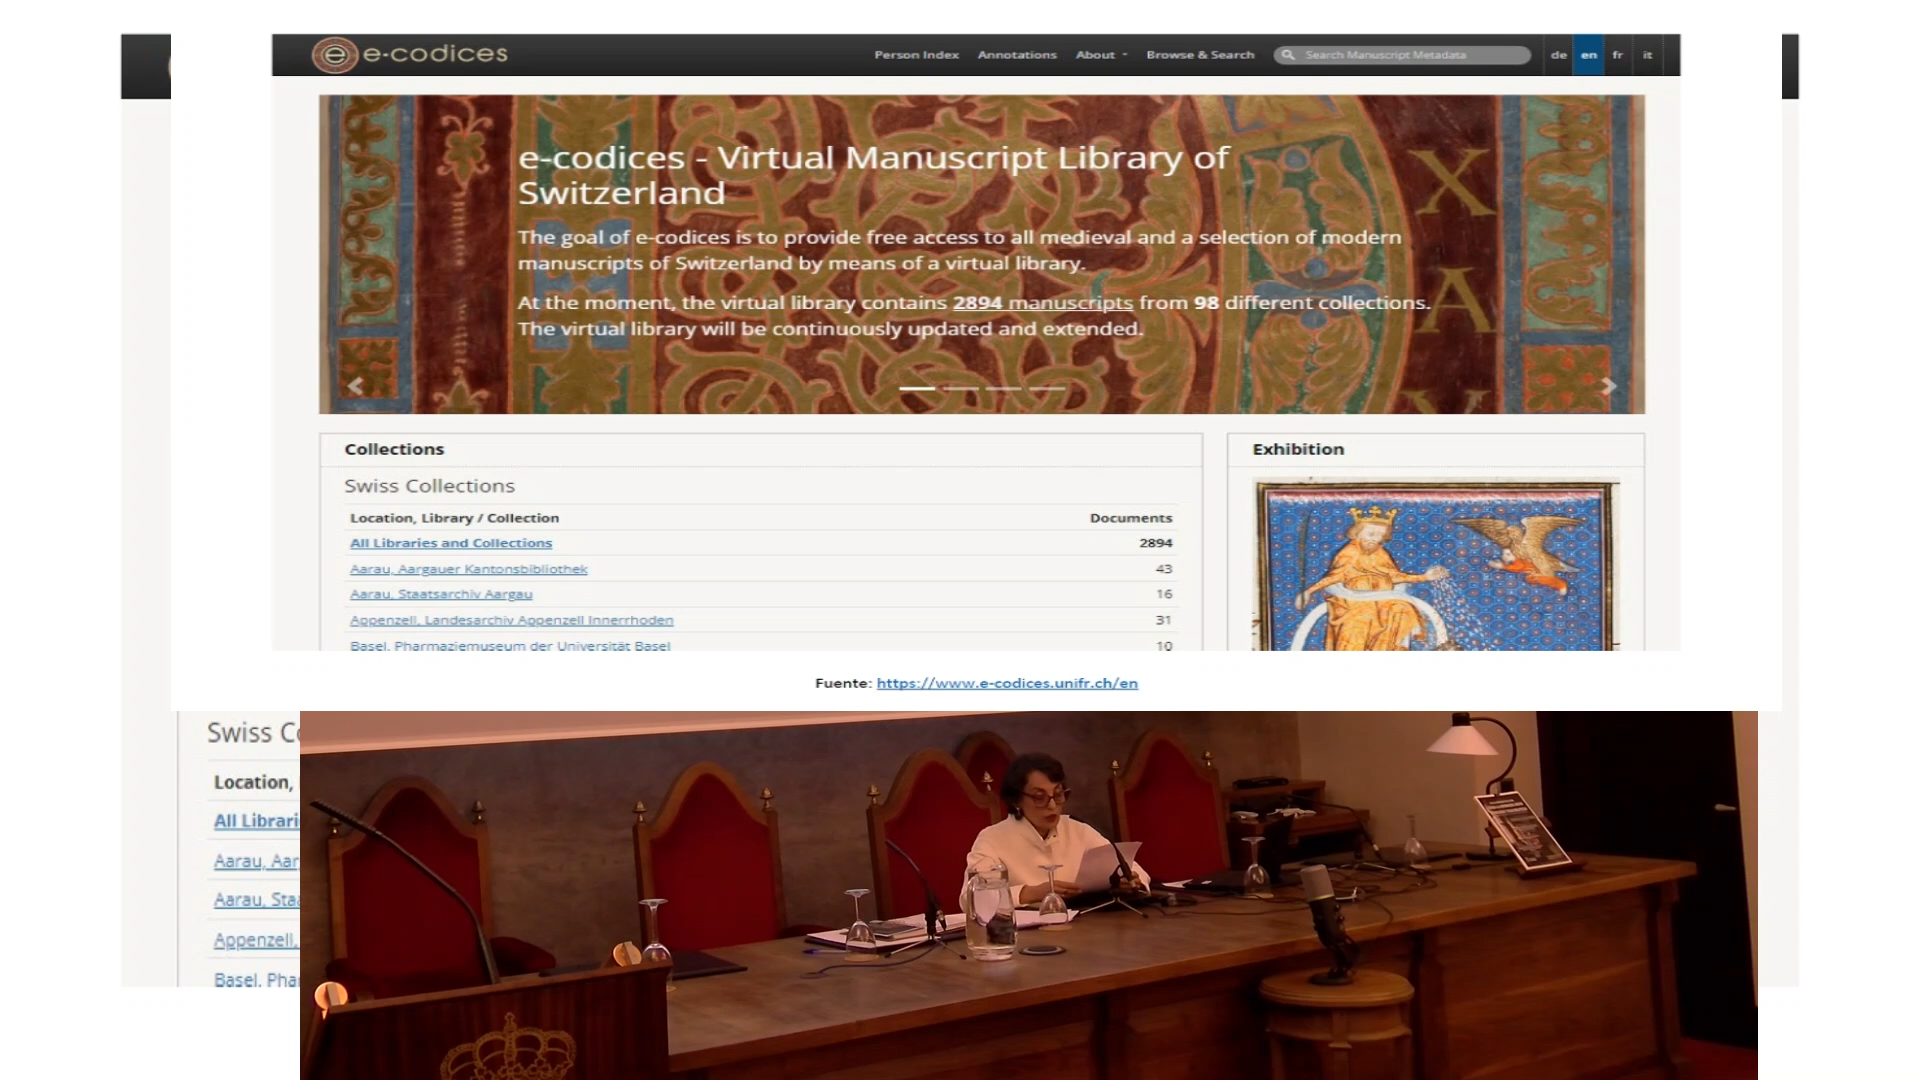 e-codices
Person Index Annotations About Browse & Search Search Manuscript Metadata de en fr it
e-codices - Virtual Manuscript Library of
Switzerland
The goal of e-codices is to provide free access to all medieval and a selection of modern
manuscripts of Switzerland by means of a virtual library.
At the moment, the virtual library contains 2894 manuscripts from 98 different collections.
The virtual library will be continuously updated and extended.
X
A
Collections
Swiss Collections
Location, Library / Collection Documents
All Libraries and Collections 2894
Aarau, Aargauer Kantonsbibliothek 43
Aarau, Staatsarchiv Aargau 16
Appenzell, Landesarchiv Appenzell Innerrhoden 31
Basel, Pharmaziemuseum der Universität Basel 10
Exhibition
Fuente: https://www.e-codices.unifr.ch/en
Swiss Co
Location,
All Librari
Aarau, Aar
Aarau, Staa
Appenzell,
Basel, Pha